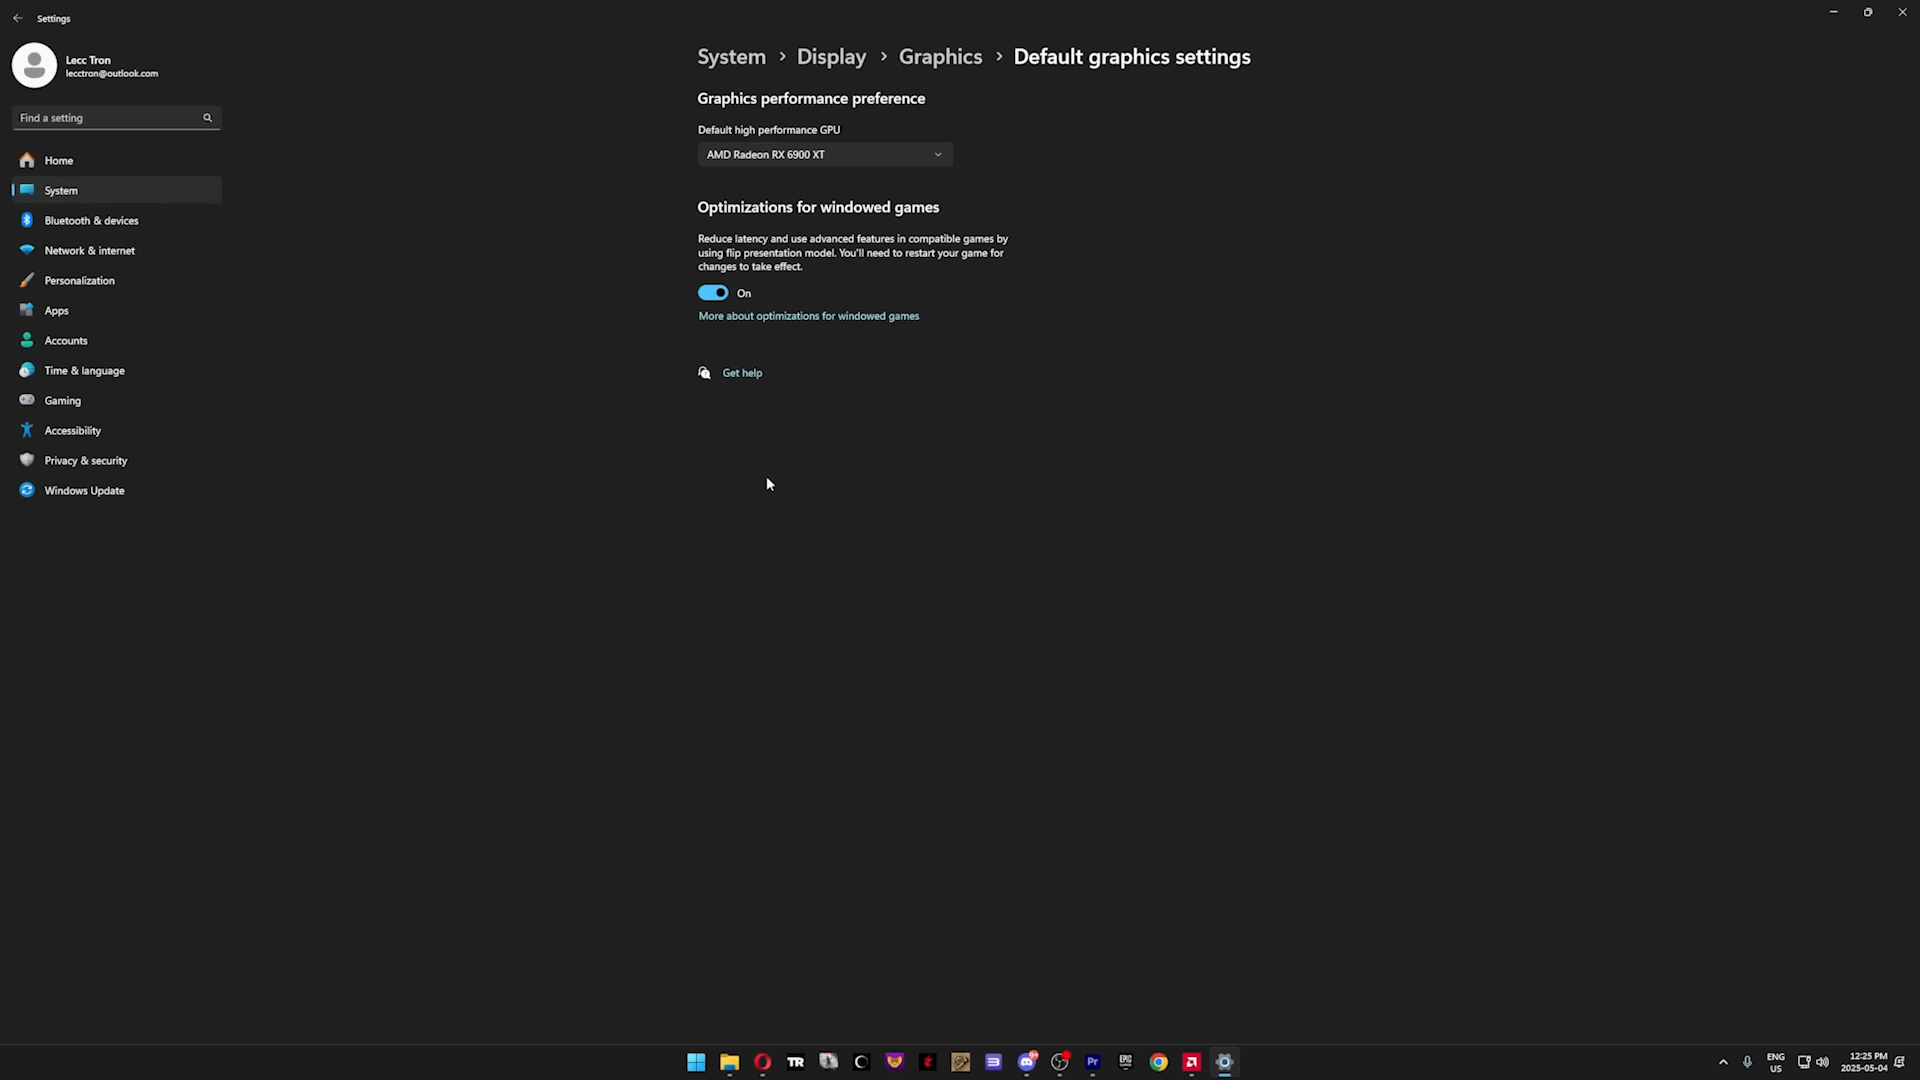 Settings
Lecc Tron
lecctron@outlook.com
Find a setting
Home
System
Bluetooth & devices
Network & internet
Personalization
Apps
Accounts
Time & language
Gaming
Accessibility
Privacy & security
Windows Update
System > Display > Graphics > Default graphics settings
Graphics performance preference
Default high performance GPU
AMD Radeon RX 6900 XT
Optimizations for windowed games
Reduce latency and use advanced features in compatible games by
using flip presentation model. You'll need to restart your game for
changes to take effect.
On
More about optimizations for windowed games
Get help
TR
Pr
EPIC
ENG
US
12:25 PM
2025-05-04